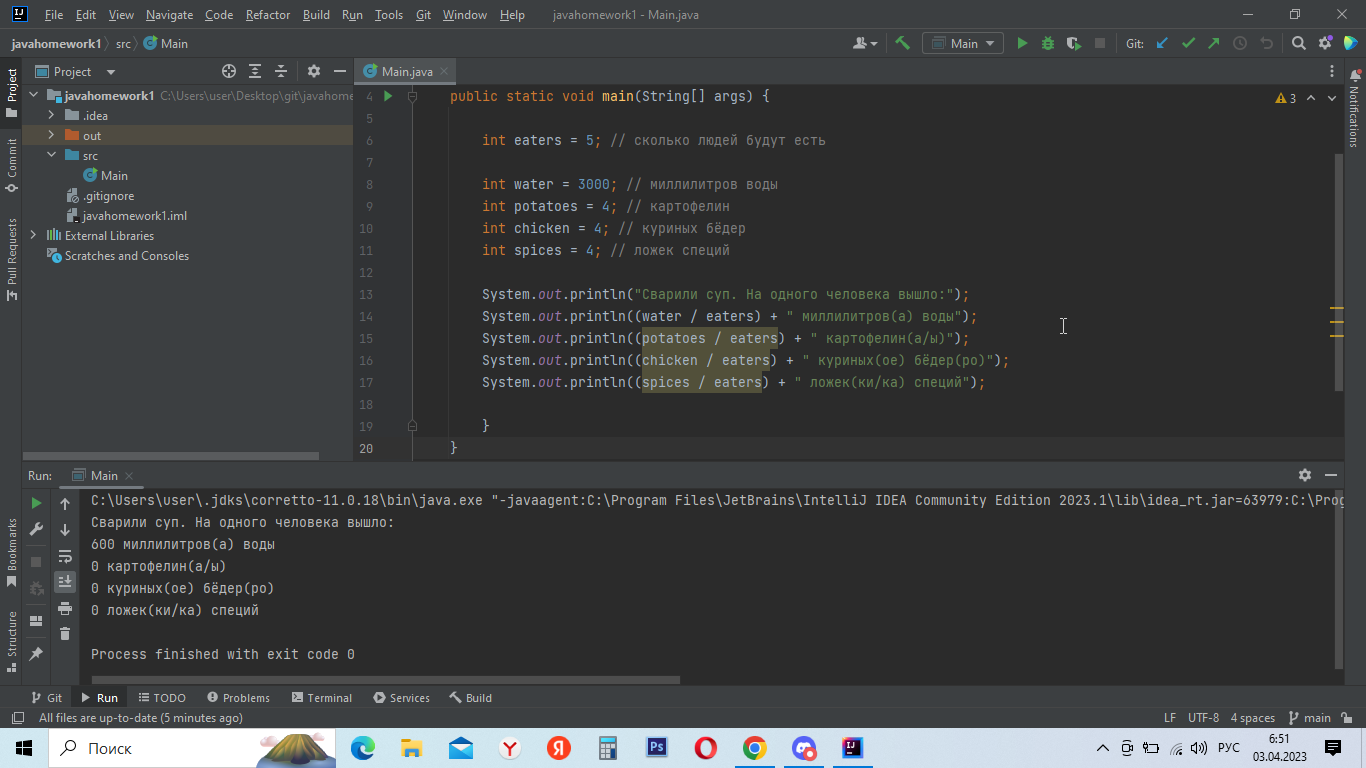 File Edit View Navigate Code Refactor Build Run Tools Git Window Help javahomework1 - Main.java
javahomework1 src Main
Main Git:
Project
Main.java
javahomework1 C:\Users\user\Desktop\git\javahome
.idea
out
src
Main
.gitignore
javahomework1.iml
External Libraries
Scratches and Consoles
Project
Commit
Pull Requests
Bookmarks
Structure
Notifications
3
4 public static void main(String[] args) {
5
6 int eaters = 5; // сколько людей будут есть
7
8 int water = 3000; // миллилитров воды
9 int potatoes = 4; // картофелин
10 int chicken = 4; // куриных бёдер
11 int spices = 4; // ложек специй
12
13 System.out.println("Сварили суп. На одного человека вышло:");
14 System.out.println((water / eaters) + " миллилитров(а) воды");
15 System.out.println((potatoes / eaters) + " картофелин(а/ы)");
16 System.out.println((chicken / eaters) + " куриных(ое) бёдер(ро)");
17 System.out.println((spices / eaters) + " ложек(ки/ка) специй");
18
19 }
20 }
Run: Main
C:\Users\user\.jdks\corretto-11.0.18\bin\java.exe "-javaagent:C:\Program Files\JetBrains\IntelliJ IDEA Community Edition 2023.1\lib\idea_rt.jar=63979:C:\Prog
Сварили суп. На одного человека вышло:
600 миллилитров(а) воды
0 картофелин(а/ы)
0 куриных(ое) бёдер(ро)
0 ложек(ки/ка) специй
Process finished with exit code 0
Git Run TODO Problems Terminal Services Build
All files are up-to-date (5 minutes ago) LF UTF-8 4 spaces main
Поиск
РУС
6:51
03.04.2023